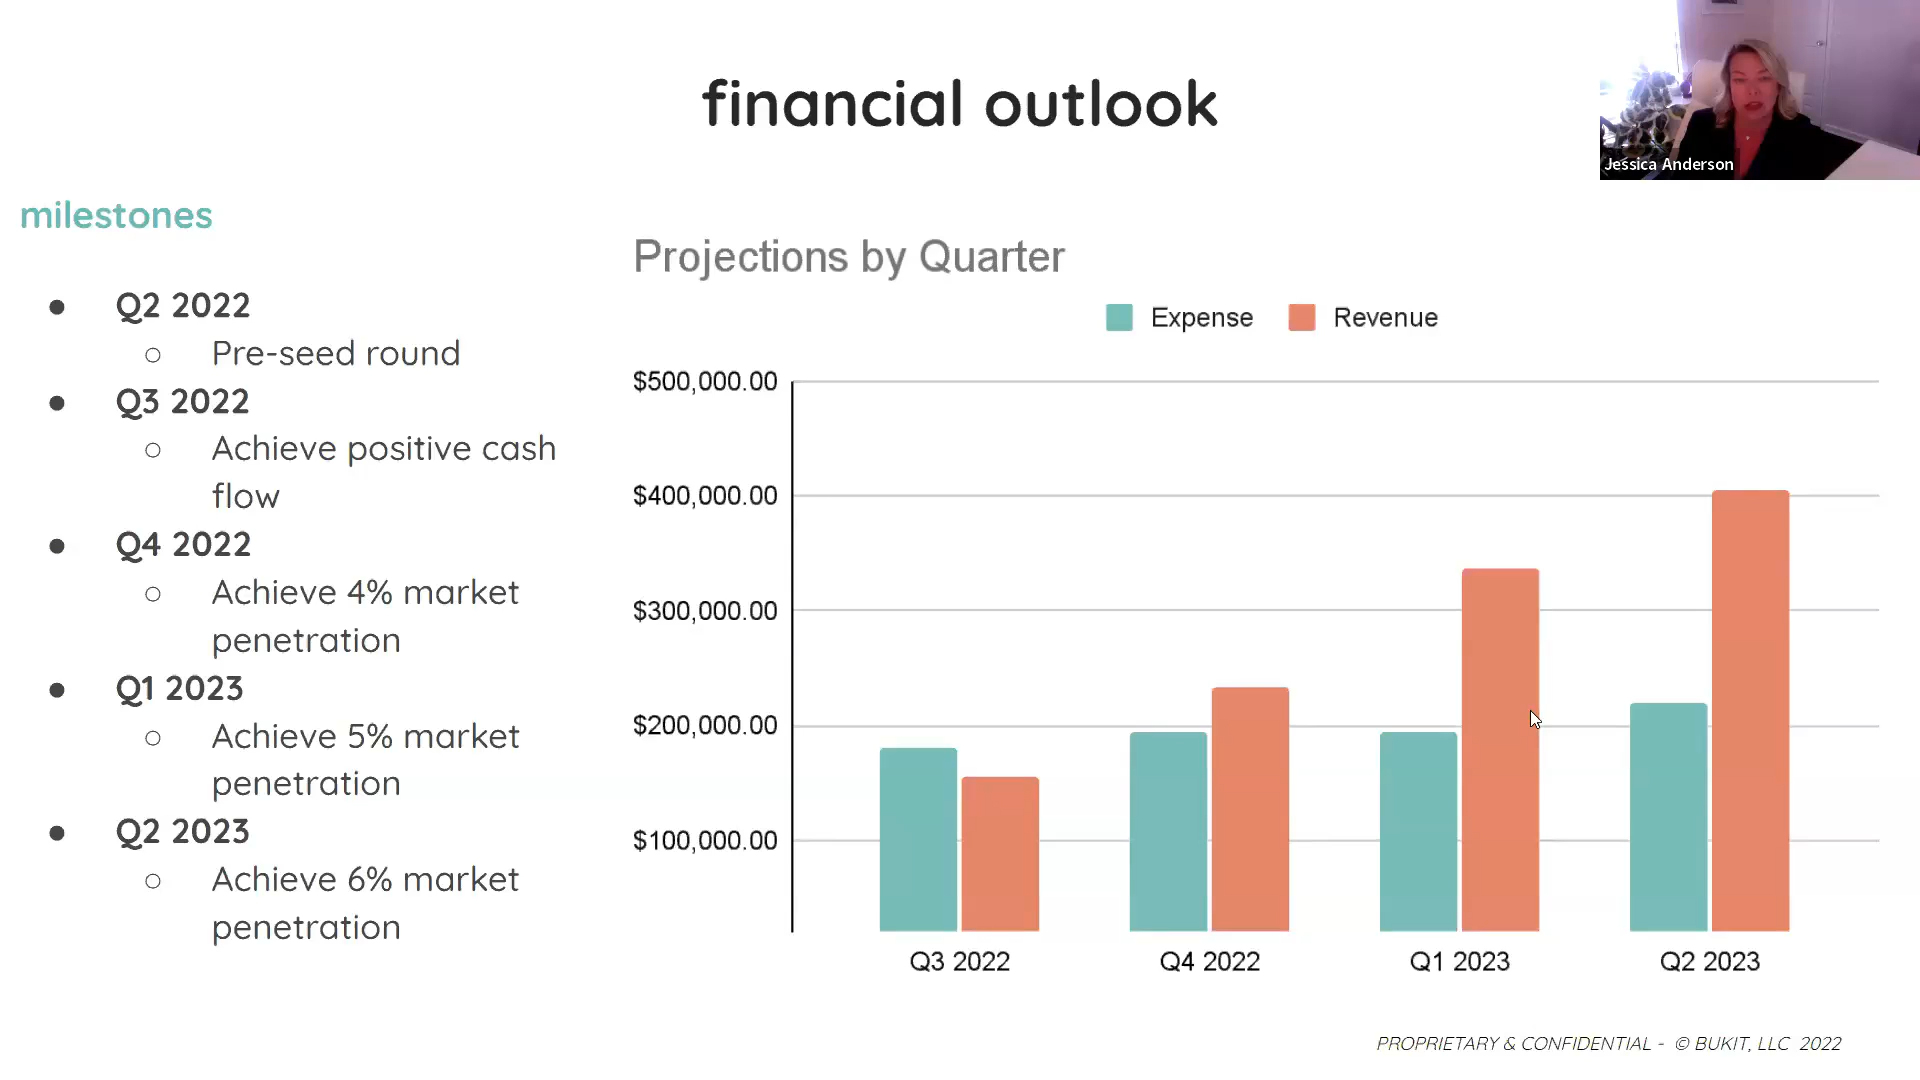 financial outlook
Jessica Anderson
milestones
● Q2 2022
○ Pre-seed round
● Q3 2022
○ Achieve positive cash
flow
● Q4 2022
○ Achieve 4% market
penetration
● Q1 2023
○ Achieve 5% market
penetration
● Q2 2023
○ Achieve 6% market
penetration
Projections by Quarter
Expense Revenue
$500,000.00
$400,000.00
$300,000.00
$200,000.00
$100,000.00
Q3 2022 Q4 2022 Q1 2023 Q2 2023
PROPRIETARY & CONFIDENTIAL - © BUKIT, LLC 2022